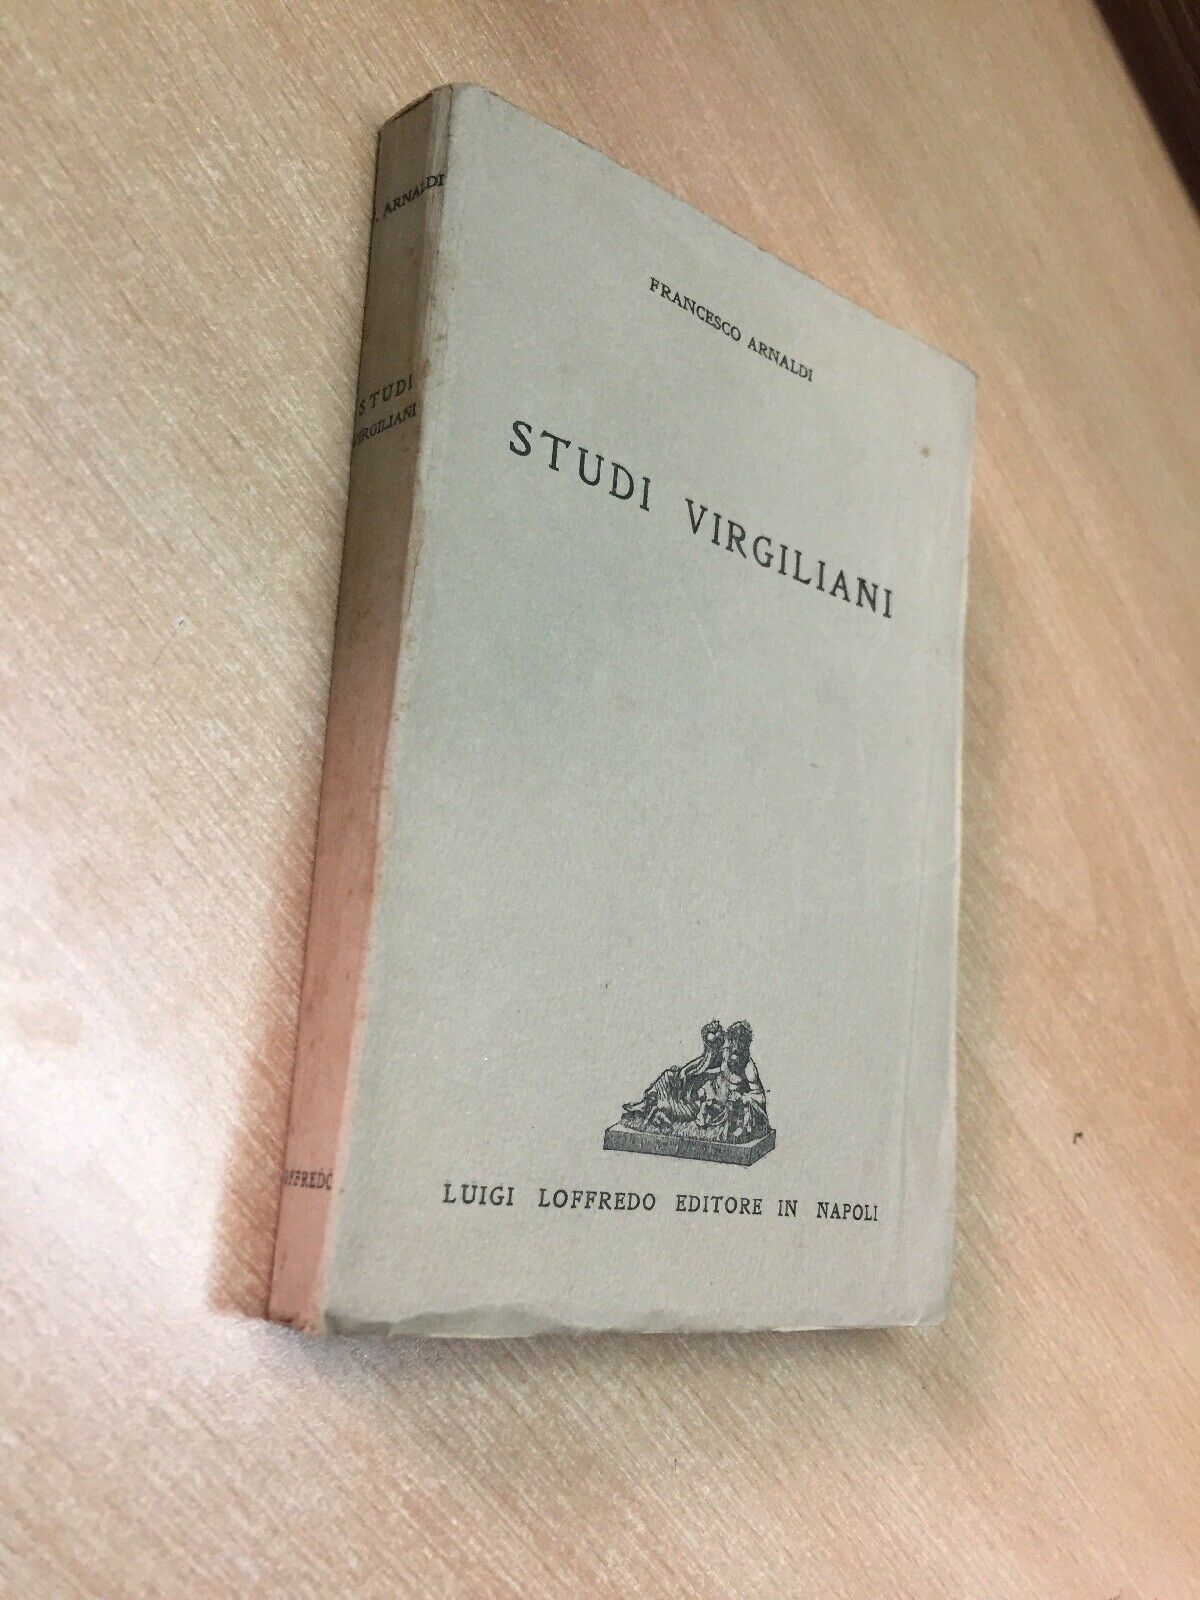 F. ARNALDI
STUDI
VIRGILIANI
LOFFREDO
FRANCESCO ARNALDI
STUDI VIRGILIANI
LUIGI LOFFREDO EDITORE IN NAPOLI